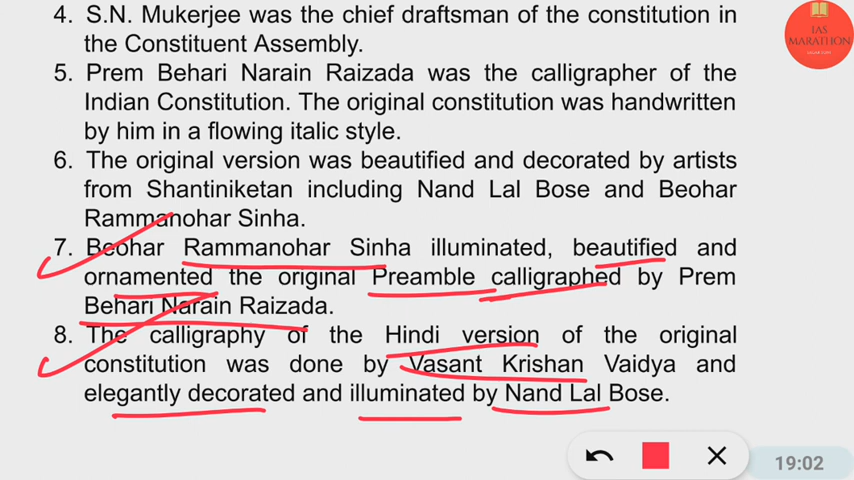 4. S.N. Mukerjee was the chief draftsman of the constitution in
the Constituent Assembly.
5. Prem Behari Narain Raizada was the calligrapher of the
Indian Constitution. The original constitution was handwritten
by him in a flowing italic style.
6. The original version was beautified and decorated by artists
from Shantiniketan including Nand Lal Bose and Beohar
Rammanohar Sinha.
7. Beohar Rammanohar Sinha illuminated, beautified and
ornamented the original Preamble calligraphed by Prem
Behari Narain Raizada.
8. The calligraphy of the Hindi version of the original
constitution was done by Vasant Krishan Vaidya and
elegantly decorated and illuminated by Nand Lal Bose.
IAS
MARATHON
19:02